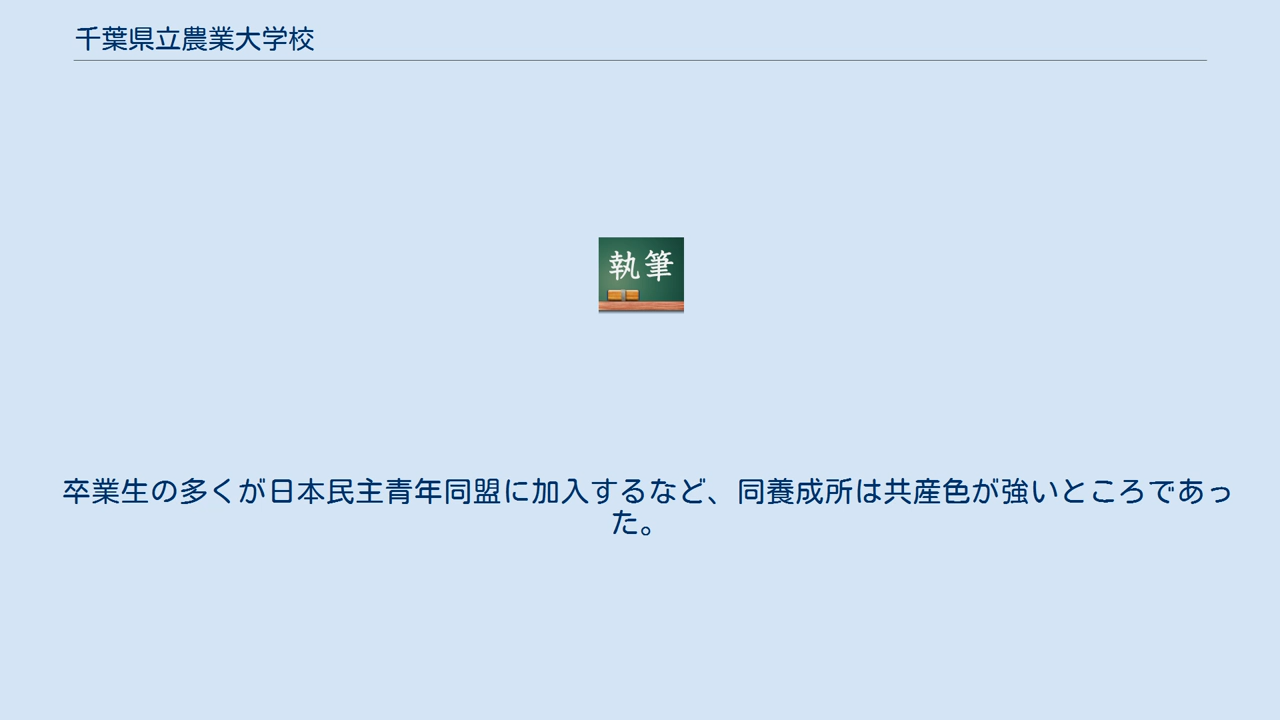 千葉県立農業大学校
執筆
卒業生の多くが日本民主青年同盟に加入するなど、同養成所は共産色が強いところであっ
た。